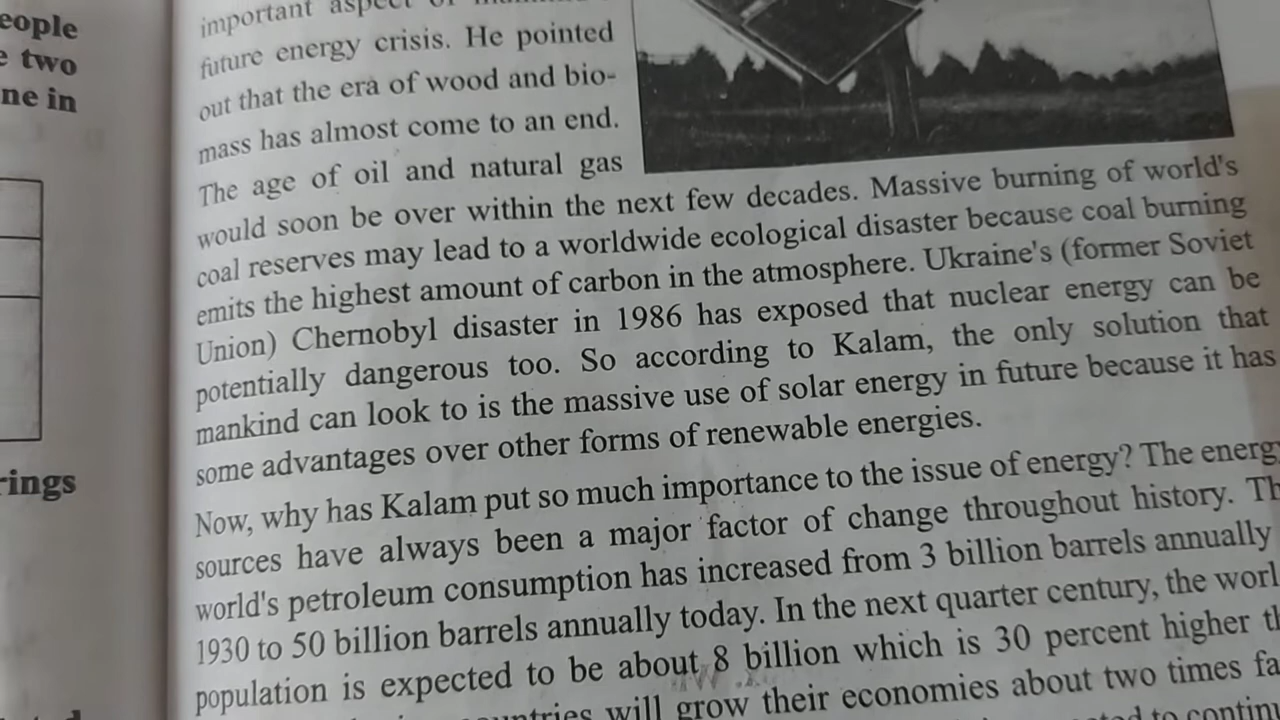 eople
two
ne in
rings
important aspect of
future energy crisis. He pointed
out that the era of wood and bio-
mass has almost come to an end.
The age of oil and natural gas
would soon be over within the next few decades. Massive burning of world's
coal reserves may lead to a worldwide ecological disaster because coal burning
emits the highest amount of carbon in the atmosphere. Ukraine's (former Soviet
Union) Chernobyl disaster in 1986 has exposed that nuclear energy can be
potentially dangerous too. So according to Kalam, the only solution that
mankind can look to is the massive use of solar energy in future because it has
some advantages over other forms of renewable energies.
Now, why has Kalam put so much importance to the issue of energy? The energy
sources have always been a major factor of change throughout history. Th
world's petroleum consumption has increased from 3 billion barrels annually
1930 to 50 billion barrels annually today. In the next quarter century, the worl
population is expected to be about 8 billion which is 30 percent higher th
will grow their economies about two times fa
to continu